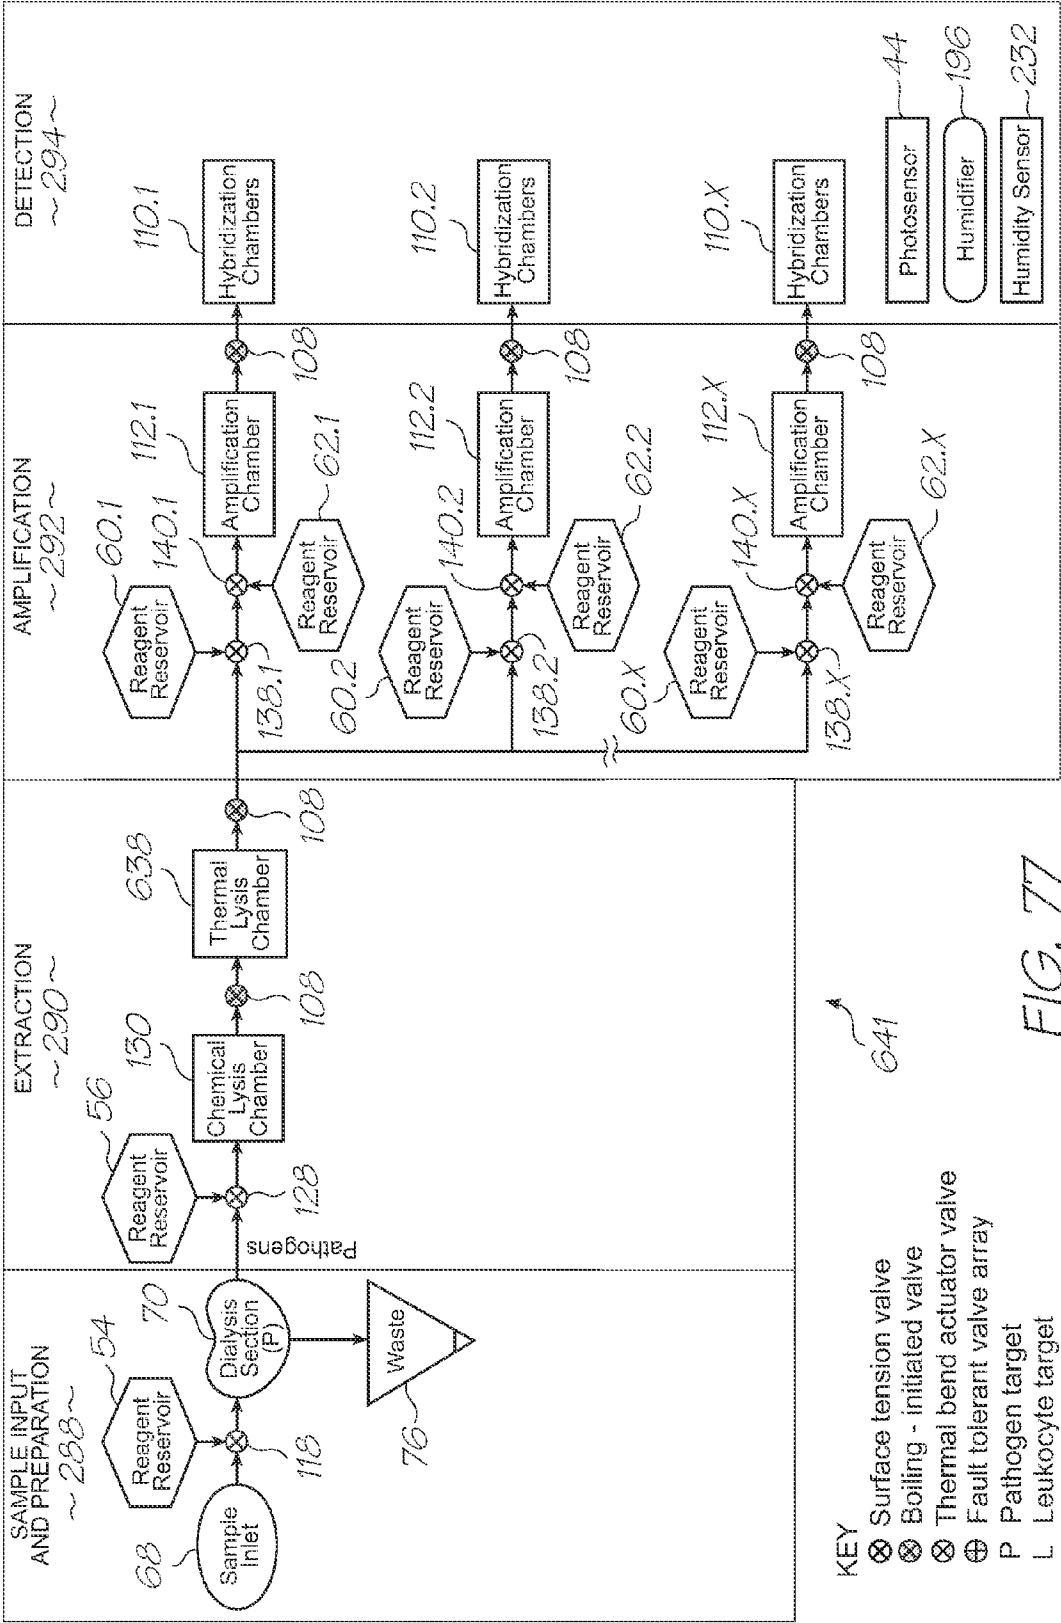 SAMPLE INPUT
AND PREPARATION
~288~
EXTRACTION
~290~
AMPLIFICATION
~292~
DETECTION
~294~
68
Sample
Inlet
54
Reagent
Reservoir
118
70
Dialysis
Section
(P)
Waste
76
Pathogens
56
Reagent
Reservoir
128
130
Chemical
Lysis
Chamber
108
638
Thermal
Lysis
Chamber
108
60.1
Reagent
Reservoir
138.1
140.1
Reagent
Reservoir
62.1
112.1
Amplification
Chamber
108
110.1
Hybridization
Chambers
60.2
Reagent
Reservoir
138.2
140.2
Reagent
Reservoir
62.2
112.2
Amplification
Chamber
108
110.2
Hybridization
Chambers
60.X
Reagent
Reservoir
138.X
140.X
Reagent
Reservoir
62.X
112.X
Amplification
Chamber
108
110.X
Hybridization
Chambers
Photosensor
44
Humidifier
196
Humidity Sensor
232
641
KEY
Surface tension valve
Boiling - initiated valve
Thermal bend actuator valve
Fault tolerant valve array
P Pathogen target
L Leukocyte target
FIG. 77